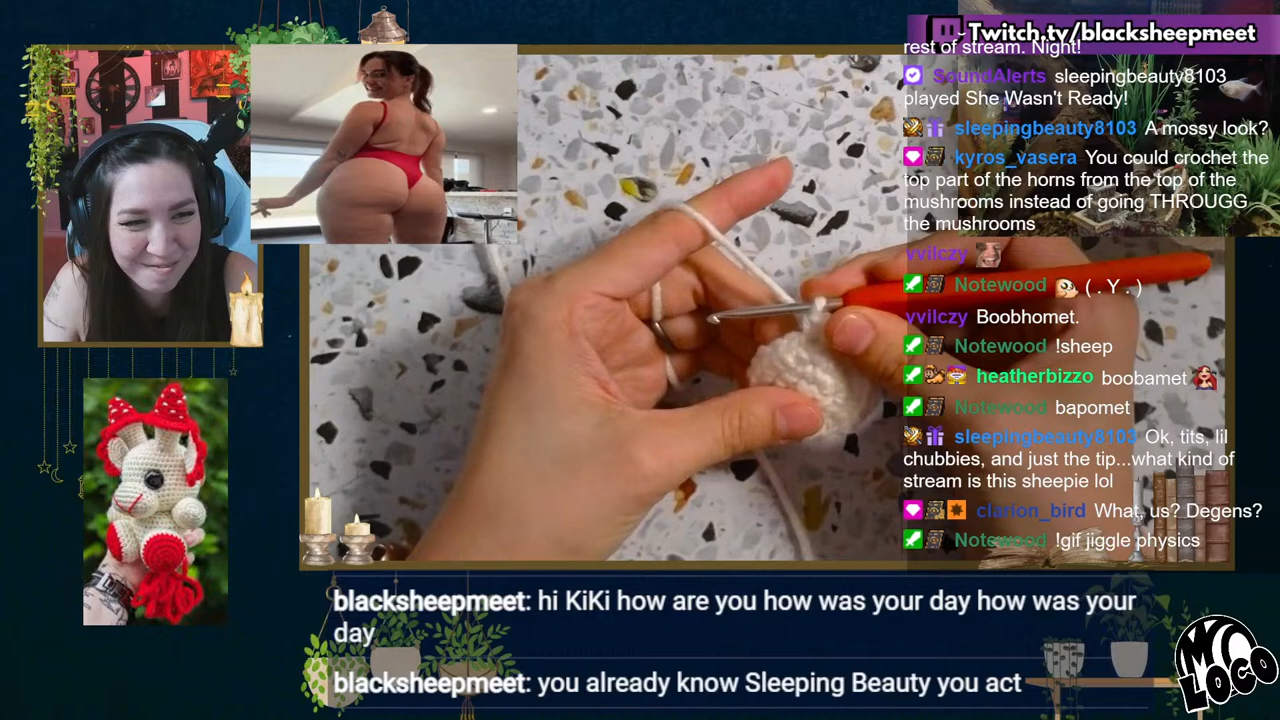 Twitch.tv/blacksheepmeet
rest of stream. Night!
SoundAlerts sleepingbeauty8103
played She Wasn't Ready!
sleepingbeauty8103 A mossy look?
kyros_vasera You could crochet the
top part of the horns from the top of the
mushrooms instead of going THROUGG
the mushrooms
vvilczy
Notewood ( . Y . )
vvilczy Boobhomet.
Notewood !sheep
heatherbizzo boobamet
Notewood bapomet
sleepingbeauty8103 Ok, tits, lil
chubbies, and just the tip...what kind of
stream is this sheepie lol
clarion_bird What, us? Degens?
Notewood !gif jiggle physics
blacksheepmeet: hi KiKi how are you how was your day how was your
day
blacksheepmeet: you already know Sleeping Beauty you act
MC
LOCO